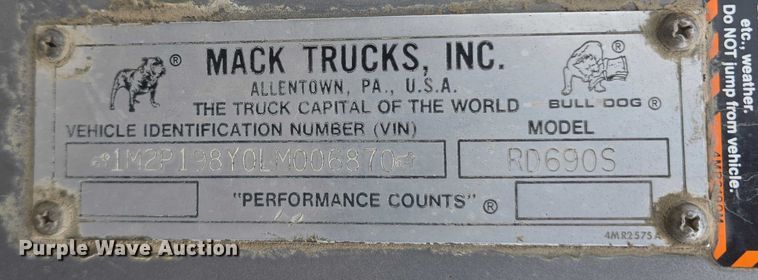 MACK TRUCKS, INC.
ALLENTOWN, PA., U.S.A.
THE TRUCK CAPITAL OF THE WORLD
®
®
BULL DOG ®
VEHICLE IDENTIFICATION NUMBER (VIN)
MODEL
1M2P198Y0LM006870
RD690S
"PERFORMANCE COUNTS" ®
4MR2575A
etc., weather.
Do NOT jump from vehicle.
Purple Wave Auction